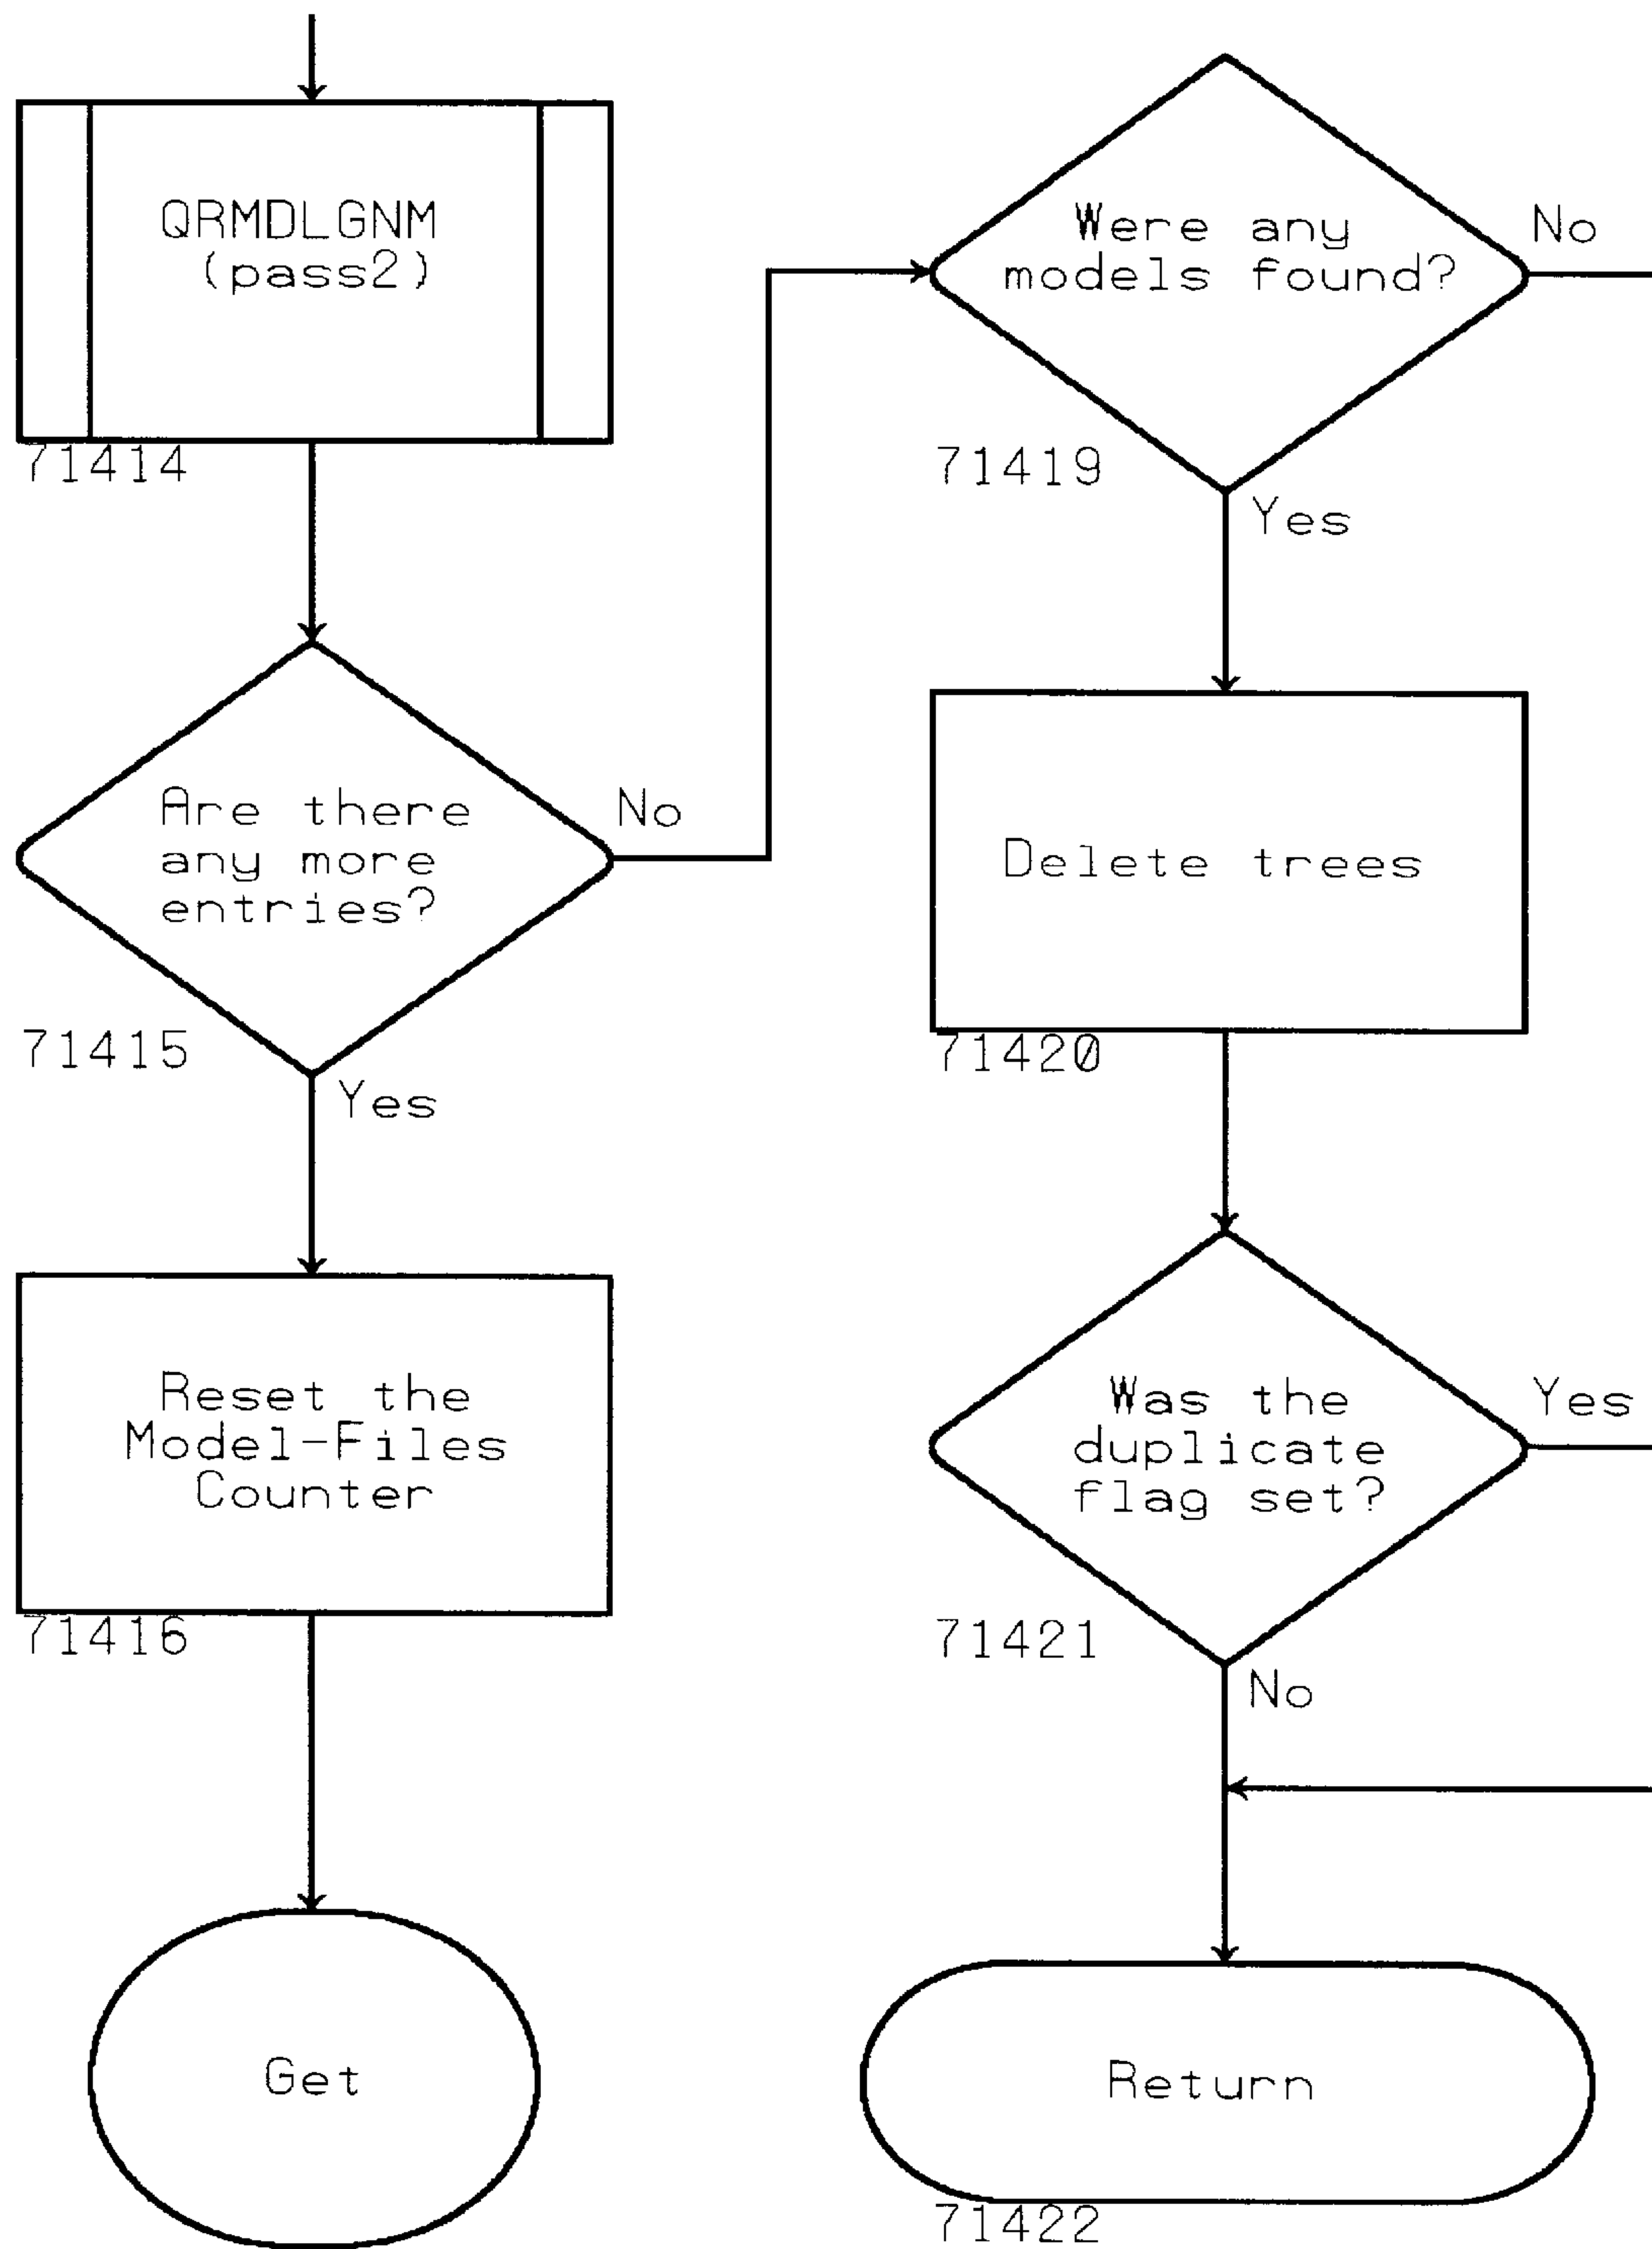 QRMDLGNM
(pass2)
71414
Are there
any more
entries?
No
71415
Yes
Reset the
Model-Files
Counter
71416
Get
Were any
models found?
No
71419
Yes
Delete trees
71420
Was the
duplicate
flag set?
Yes
71421
No
Return
71422